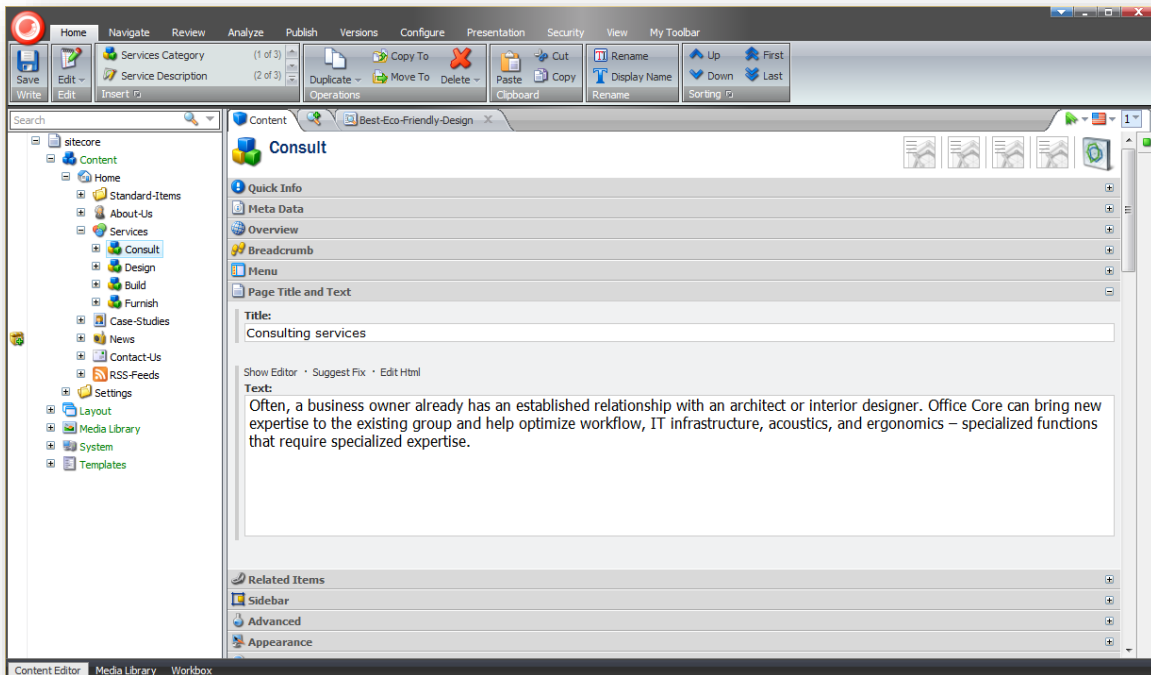 Home Navigate Review Analyze Publish Versions Configure Presentation Security View My Toolbar
Save
Write
Edit
Edit
Services Category (1 of 3)
Service Description (2 of 3)
Insert
Duplicate
Copy To
Move To
Delete
Operations
Paste
Cut
Copy
Clipboard
Rename
Display Name
Rename
Up
Down
First
Last
Sorting
Search
sitecore
Content
Home
Standard-Items
About-Us
Services
Consult
Design
Build
Furnish
Case-Studies
News
Contact-Us
RSS-Feeds
Settings
Layout
Media Library
System
Templates
Content Best-Eco-Friendly-Design 1
Consult
Quick Info
Meta Data
Overview
Breadcrumb
Menu
Page Title and Text
Title:
Consulting services
Show Editor · Suggest Fix · Edit Html
Text:
Often, a business owner already has an established relationship with an architect or interior designer. Office Core can bring new
expertise to the existing group and help optimize workflow, IT infrastructure, acoustics, and ergonomics – specialized functions
that require specialized expertise.
Related Items
Sidebar
Advanced
Appearance
Content Editor Media Library Workbox